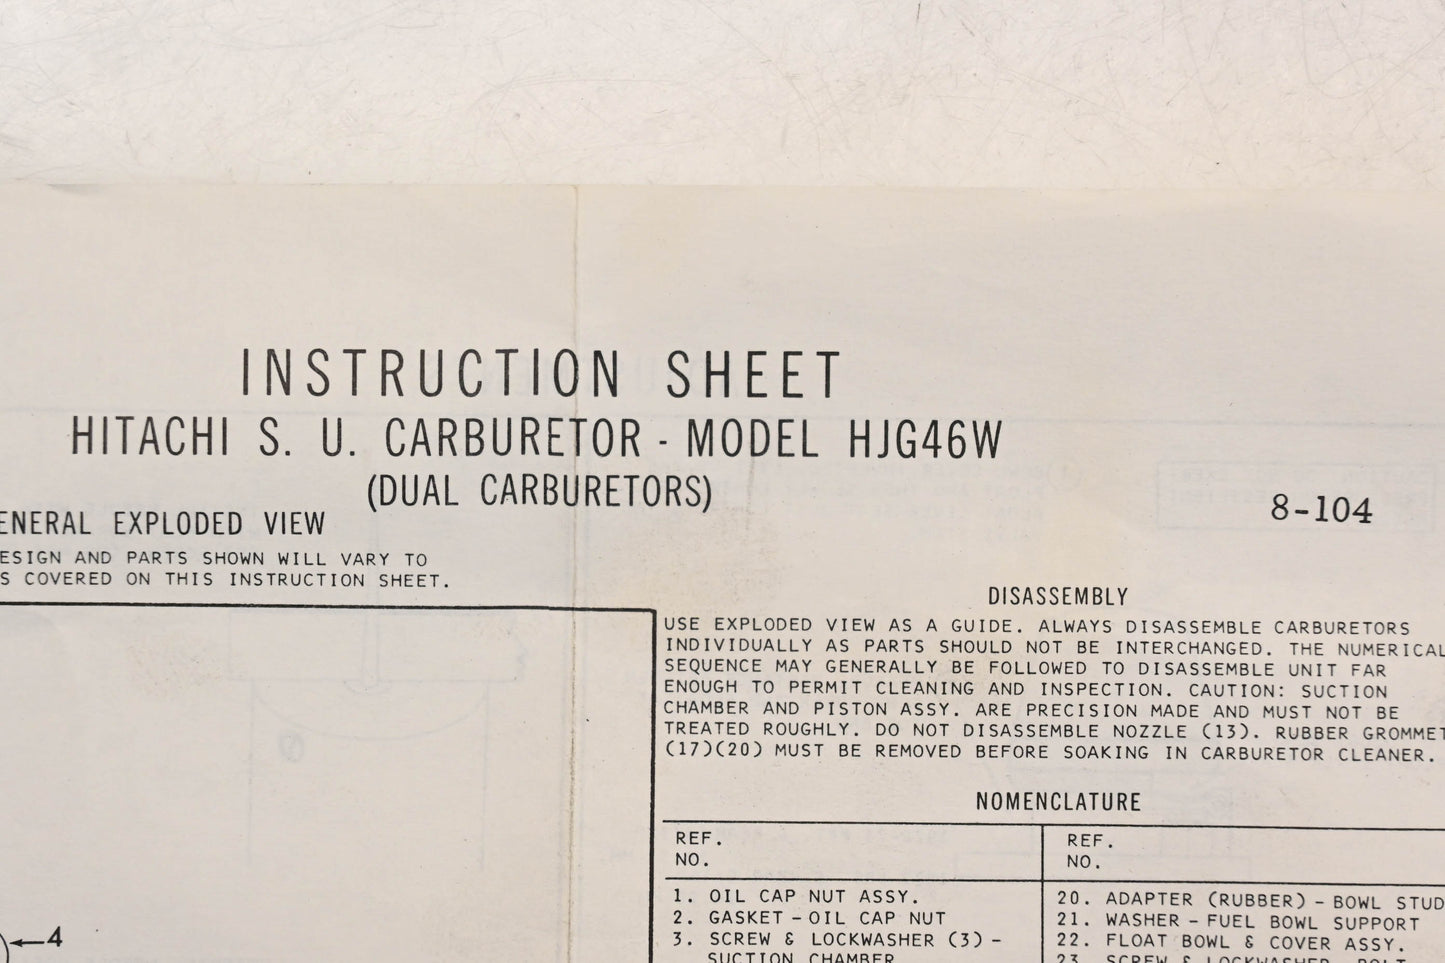 INSTRUCTION SHEET
HITACHI S. U. CARBURETOR - MODEL HJG46W
(DUAL CARBURETORS)
ENERAL EXPLODED VIEW
8-104
ESIGN AND PARTS SHOWN WILL VARY TO
S COVERED ON THIS INSTRUCTION SHEET.
4
DISASSEMBLY
USE EXPLODED VIEW AS A GUIDE. ALWAYS DISASSEMBLE CARBURETORS
INDIVIDUALLY AS PARTS SHOULD NOT BE INTERCHANGED. THE NUMERICAL
SEQUENCE MAY GENERALLY BE FOLLOWED TO DISASSEMBLE UNIT FAR
ENOUGH TO PERMIT CLEANING AND INSPECTION. CAUTION: SUCTION
CHAMBER AND PISTON ASSY. ARE PRECISION MADE AND MUST NOT BE
TREATED ROUGHLY. DO NOT DISASSEMBLE NOZZLE (13). RUBBER GROMMET
(17)(20) MUST BE REMOVED BEFORE SOAKING IN CARBURETOR CLEANER.
NOMENCLATURE
REF.
NO.
1. OIL CAP NUT ASSY.
2. GASKET - OIL CAP NUT
3. SCREW & LOCKWASHER (3) -
SUCTION CHAMBER
REF.
NO.
20. ADAPTER (RUBBER) - BOWL STUD
21. WASHER - FUEL BOWL SUPPORT
22. FLOAT BOWL & COVER ASSY.
23. SCREW & LOCKWASHER - BOLT